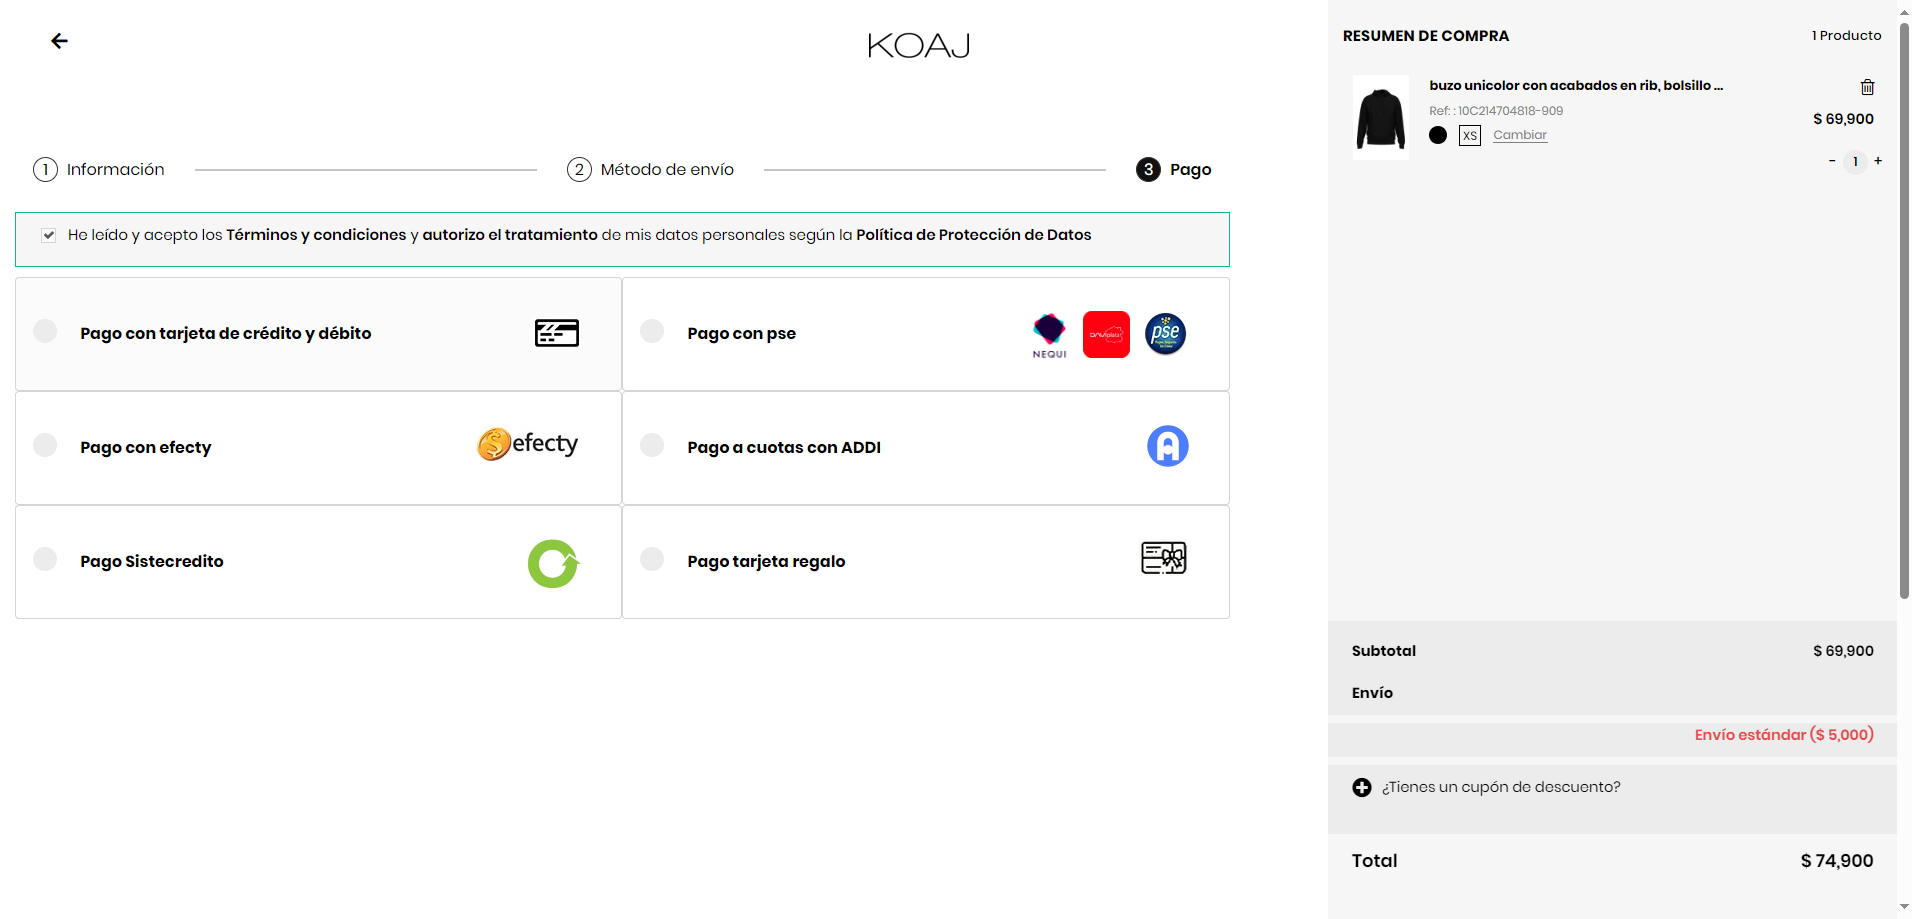 KOAJ
1 Información
2 Método de envío
3 Pago
He leído y acepto los Términos y condiciones y autorizo el tratamiento de mis datos personales según la Política de Protección de Datos
Pago con tarjeta de crédito y débito
Pago con pse
NEQUI
DAVIplata
pse
Pago con efecty
efecty
Pago a cuotas con ADDI
A
Pago Sistecredito
Pago tarjeta regalo
RESUMEN DE COMPRA
1 Producto
buzo unicolor con acabados en rib, bolsillo ...
Ref: : 10C214704818-909
$ 69,900
XS Cambiar
- 1 +
Subtotal
$ 69,900
Envío
Envío estándar ($ 5,000)
¿Tienes un cupón de descuento?
Total
$ 74,900